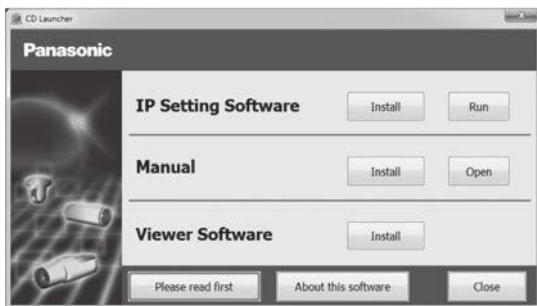 CD Launcher
Panasonic
IP Setting Software Install Run
Manual Install Open
Viewer Software Install
Please read first About this software Close